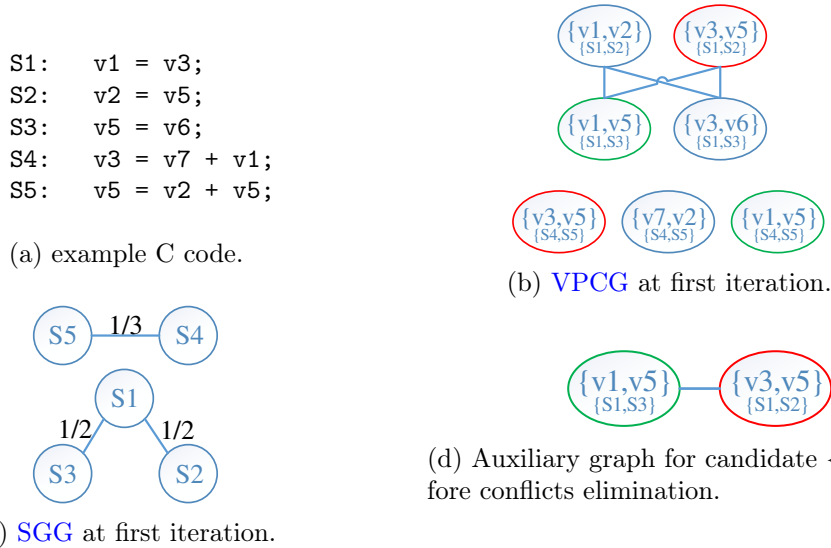 S1: v1 = v3;
S2: v2 = v5;
S3: v5 = v6;
S4: v3 = v7 + v1;
S5: v5 = v2 + v5;
(a) example C code.
{v1,v2} {v3,v5}
{S1,S2} {S1,S2}
{v1,v5} {v3,v6}
{S1,S3} {S1,S3}
{v3,v5} {v7,v2} {v1,v5}
{S4,S5} {S4,S5} {S4,S5}
(b) VPCG at first iteration.
S5 1/3 S4
S1
1/2 1/2
S3 S2
) SGG at first iteration.
{v1,v5} {v3,v5}
{S1,S3} {S1,S2}
(d) Auxiliary graph for candidate
fore conflicts elimination.